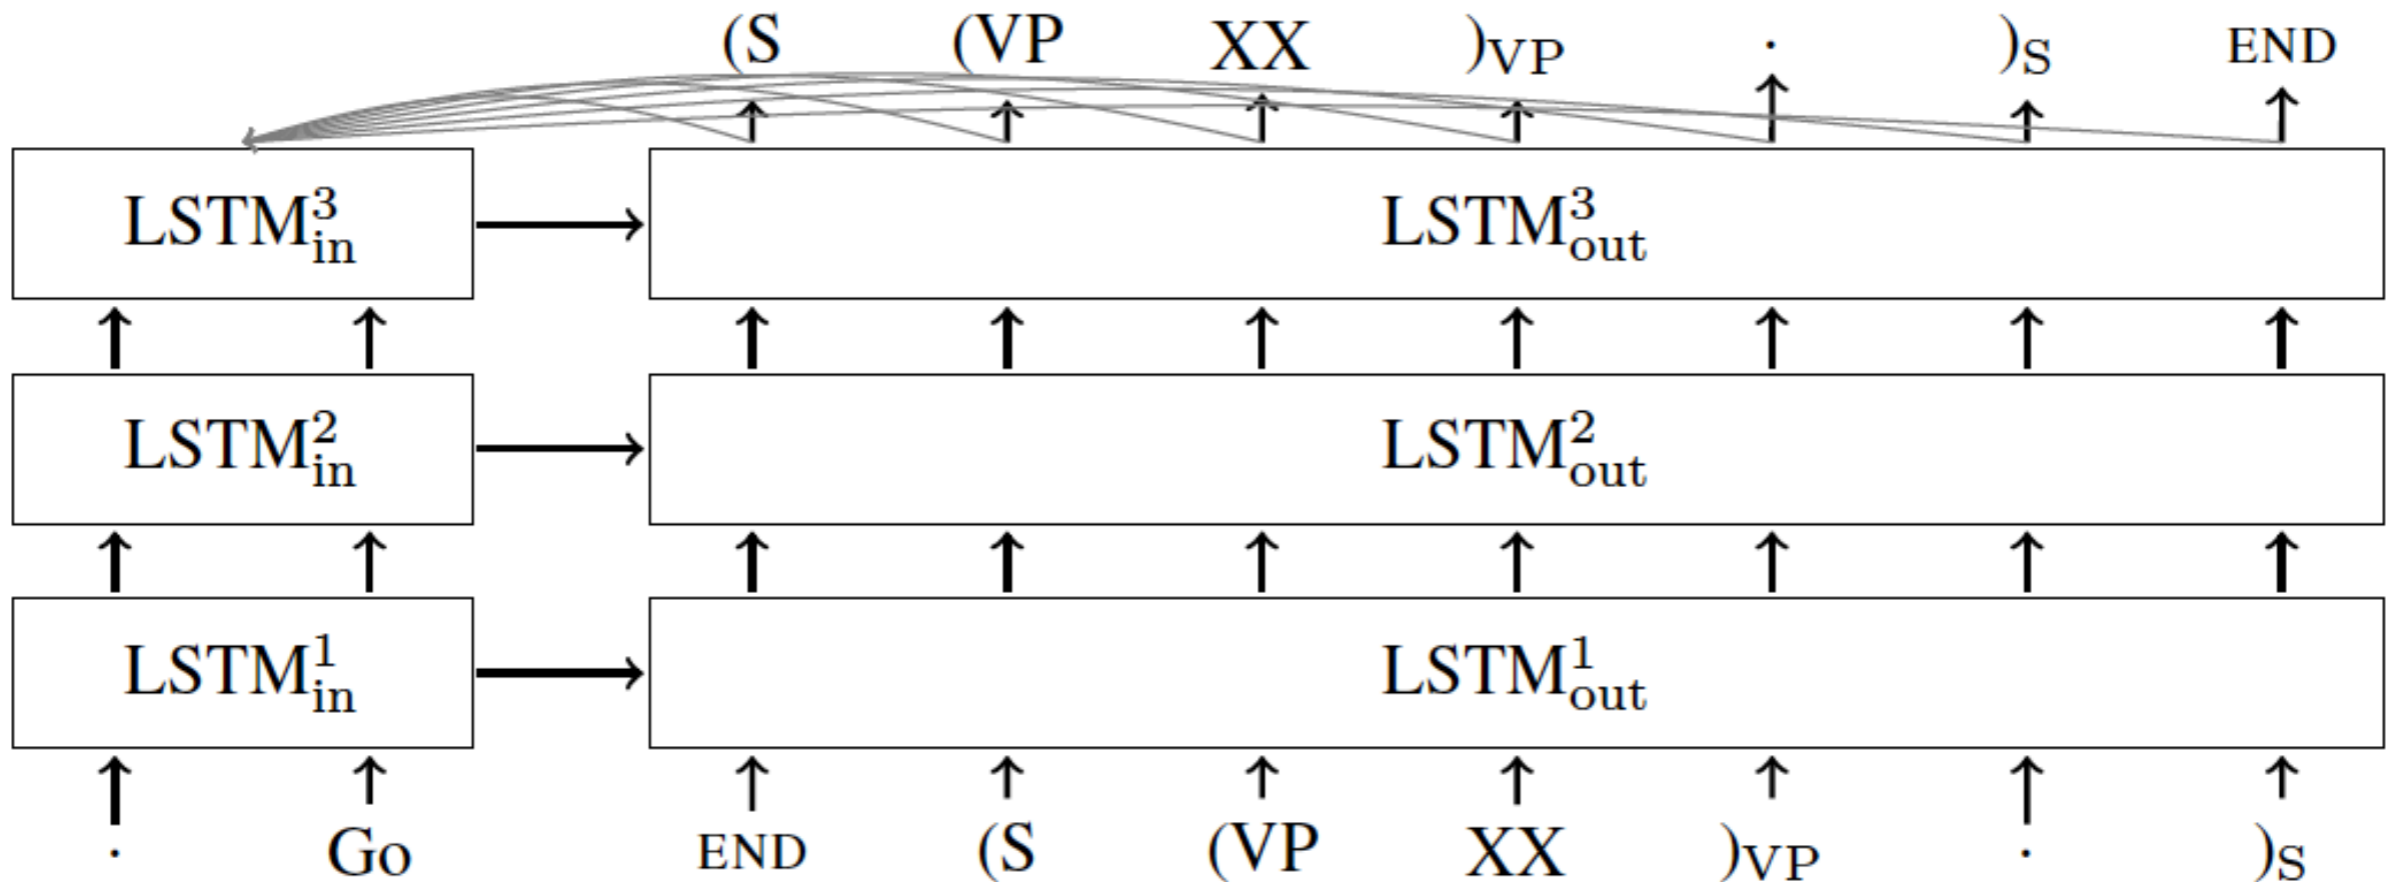 (S (VP XX )VP . )S END
LSTM³in LSTM³out
LSTM²in LSTM²out
LSTM¹in LSTM¹out
. Go END (S (VP XX )VP . )S